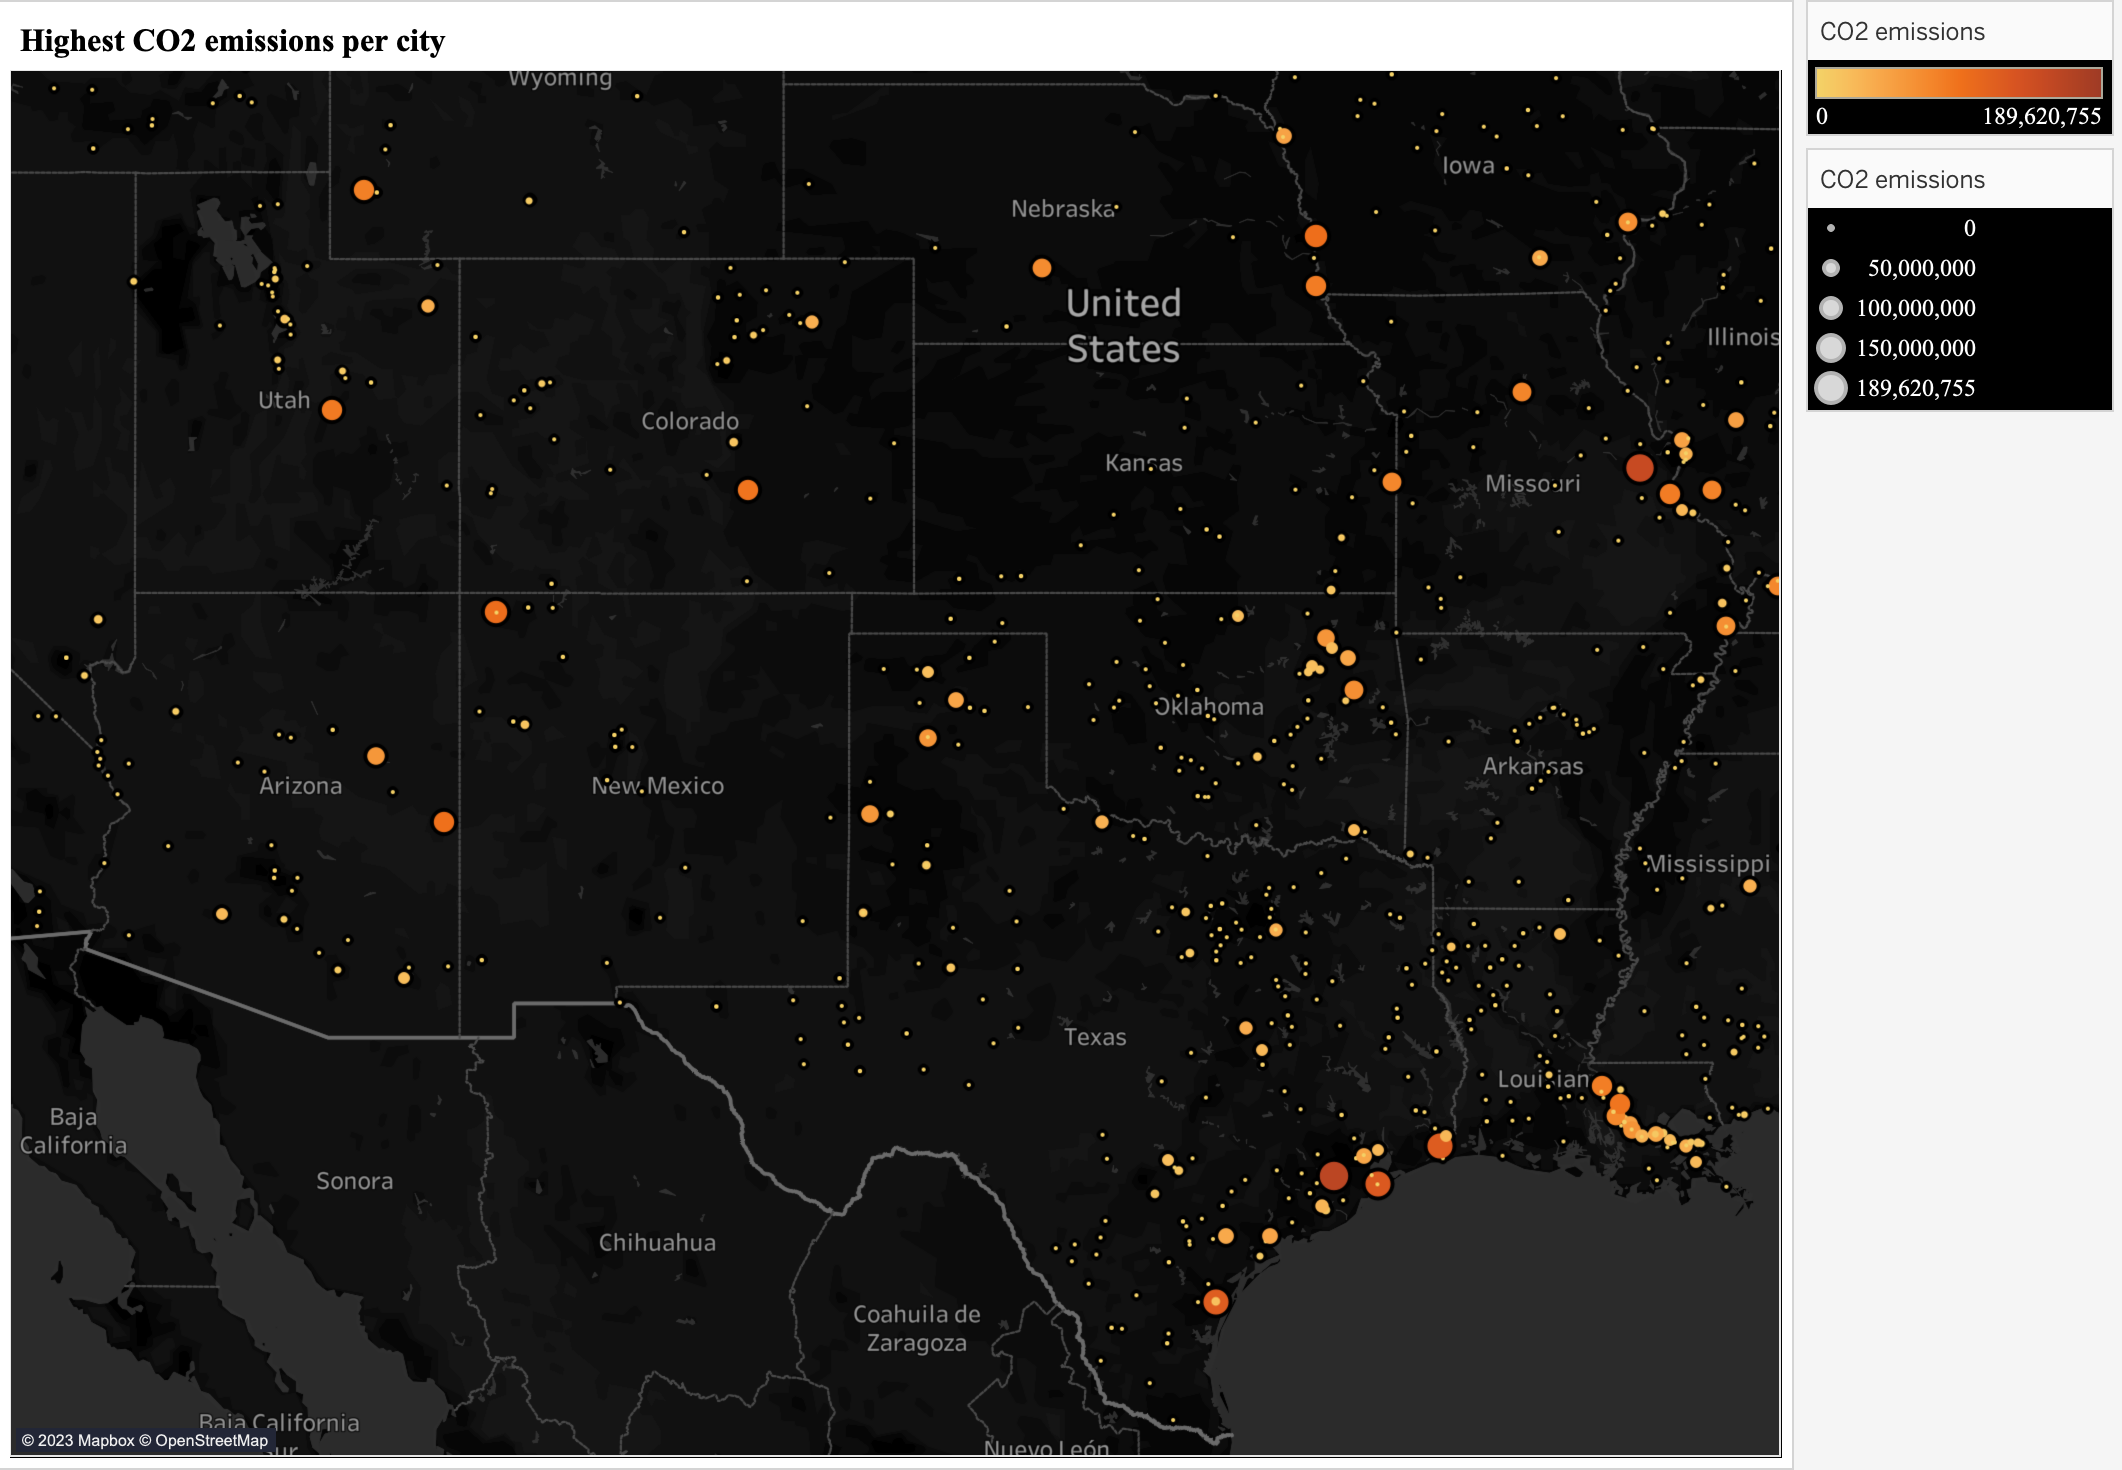 Highest CO2 emissions per city
Wyoming
Iowa
Nebraska
United
States
Illinois
Utah
Colorado
Kansas
Missouri
Oklahoma
Arizona
New Mexico
Arkansas
Mississippi
Texas
Louisian
Baja
California
Sonora
Chihuahua
Coahuila de
Zaragoza
Baja California
Sur
Nuevo León
© 2023 Mapbox © OpenStreetMap
CO2 emissions
0
189,620,755
CO2 emissions
0
50,000,000
100,000,000
150,000,000
189,620,755